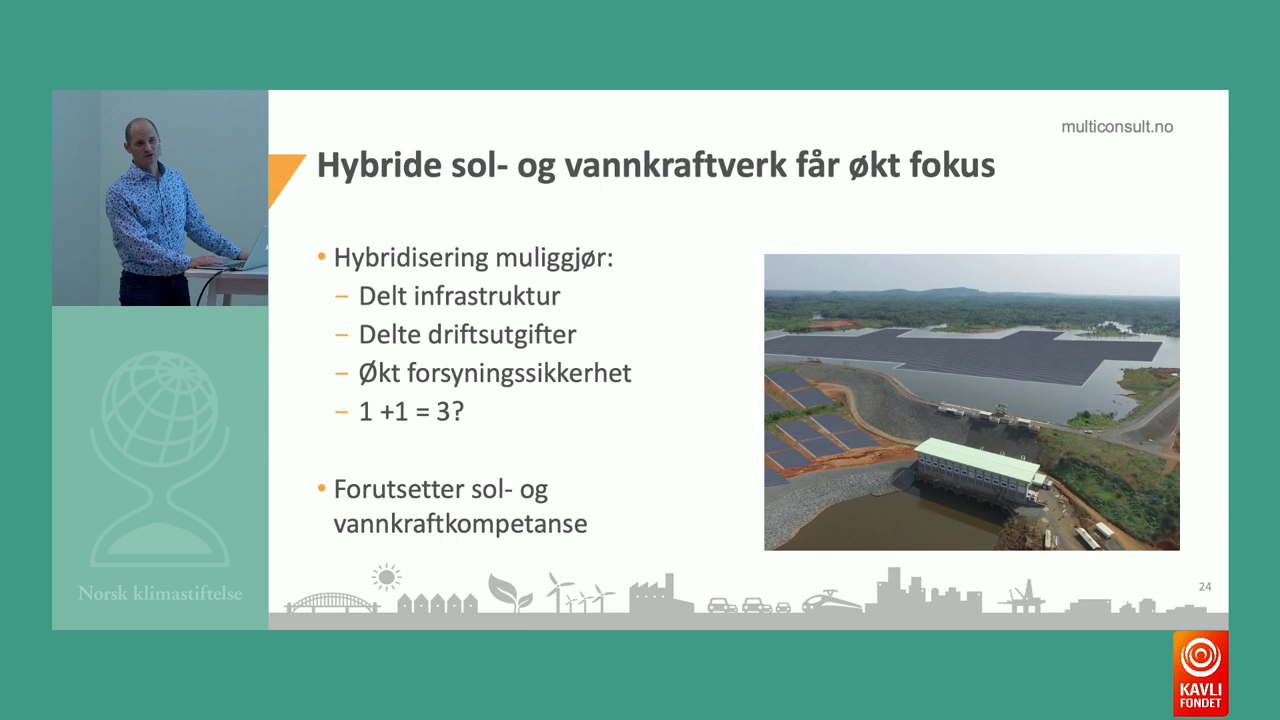 multiconsult.no
Hybride sol- og vannkraftverk får økt fokus
• Hybridisering muliggjør:
– Delt infrastruktur
– Delte driftsutgifter
– Økt forsyningssikkerhet
– 1 +1 = 3?
• Forutsetter sol- og
vannkraftkompetanse
Norsk klimastiftelse
24
KAVLI
FONDET